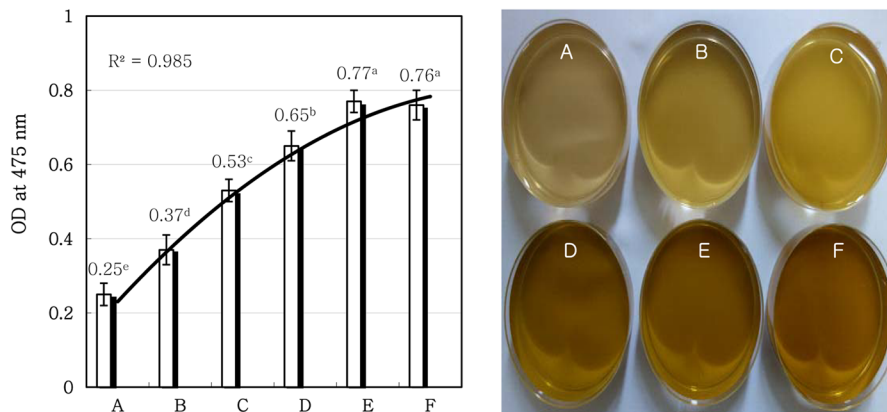 1
R² = 0.985
0.77ᵃ
0.76ᵃ
0.8
0.65ᵇ
0.6
0.53ᶜ
0.37ᵈ
0.4
0.25ᵉ
0.2
0
OD at 475 nm
A B C D E F
A B C
D E F